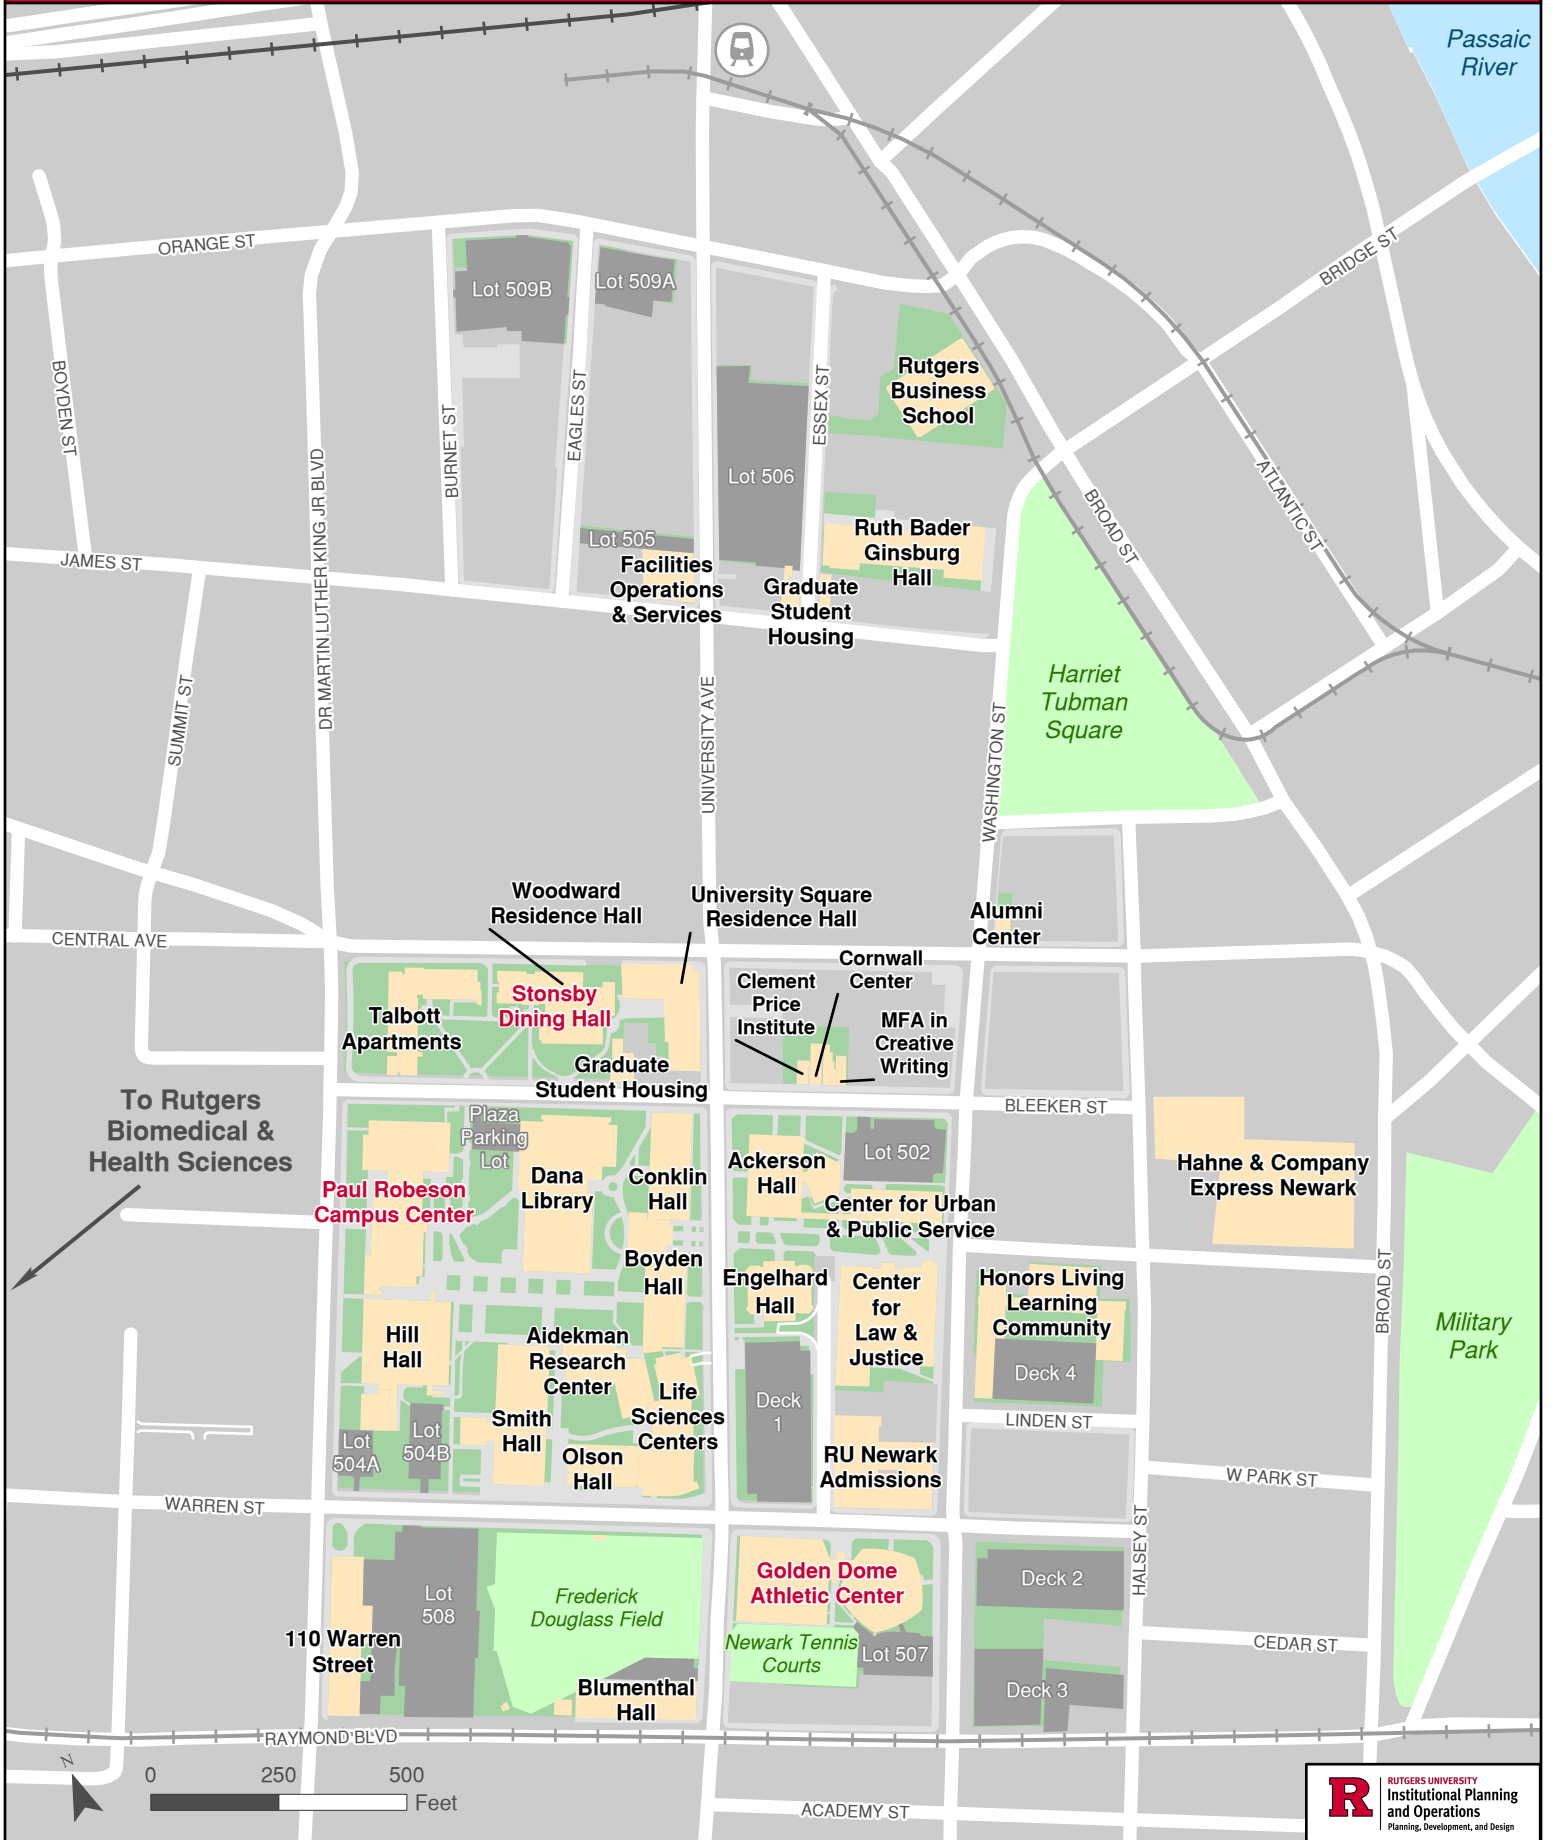 Passaic
River
ORANGE ST
BRIDGE ST
Lot 509B
Lot 509A
BOYDEN ST
BURNET ST
EAGLES ST
ESSEX ST
Rutgers
Business
School
Lot 506
DR MARTIN LUTHER KING JR BLVD
BROAD ST
ATLANTIC ST
Lot 505
Ruth Bader
Ginsburg
Hall
JAMES ST
Facilities
Operations
& Services
Graduate
Student
Housing
SUMMIT ST
UNIVERSITY AVE
WASHINGTON ST
Harriet
Tubman
Square
Woodward
Residence Hall
University Square
Residence Hall
Alumni
Center
CENTRAL AVE
Cornwall
Center
Clement
Price
Institute
MFA in
Creative
Writing
Stonsby
Dining Hall
Talbott
Apartments
Graduate
Student Housing
To Rutgers
Biomedical &
Health Sciences
BLEEKER ST
Plaza
Parking
Lot
Lot 502
Ackerson
Hall
Dana
Library
Conklin
Hall
Hahne & Company
Express Newark
Paul Robeson
Campus Center
Center for Urban
& Public Service
Boyden
Hall
Engelhard
Hall
Center
for
Law &
Justice
Honors Living
Learning
Community
BROAD ST
Military
Park
Hill
Hall
Aidekman
Research
Center
Deck 4
Life
Sciences
Centers
Deck
1
Smith
Hall
LINDEN ST
Lot
504A
Lot
504B
Olson
Hall
RU Newark
Admissions
W PARK ST
WARREN ST
HALSEY ST
Golden Dome
Athletic Center
Deck 2
Lot
508
Frederick
Douglass Field
110 Warren
Street
Newark Tennis
Courts
Lot 507
CEDAR ST
Deck 3
Blumenthal
Hall
RAYMOND BLVD
N
0 250 500
Feet
ACADEMY ST
R
RUTGERS UNIVERSITY
Institutional Planning
and Operations
Planning, Development, and Design